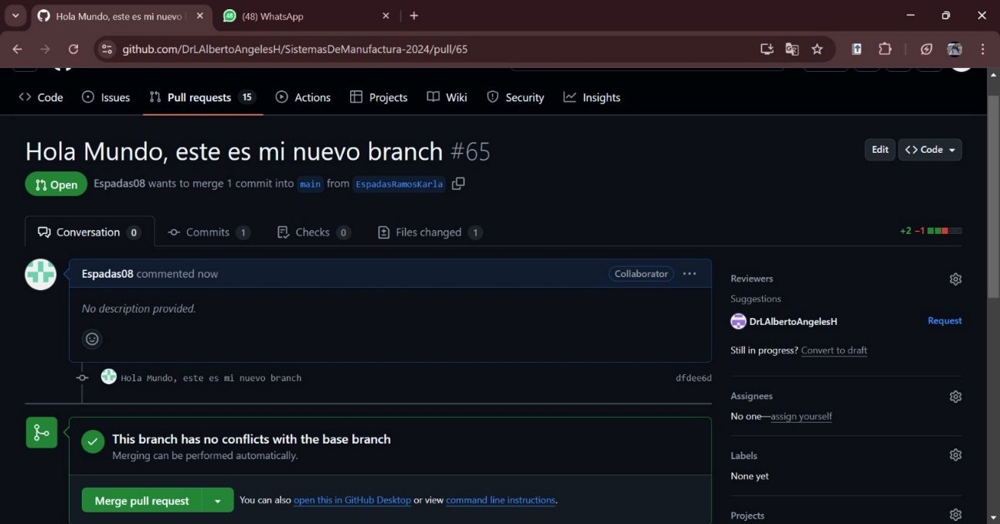 Hola Mundo, este es mi nuevo
(48) WhatsApp
github.com/DrLAlbertoAngelesH/SistemasDeManufactura-2024/pull/65
Code Issues Pull requests 15 Actions Projects Wiki Security Insights
Hola Mundo, este es mi nuevo branch #65
Edit
Code
Open
Espadas08 wants to merge 1 commit into main from EspadasRamosKarla
Conversation 0 Commits 1 Checks 0 Files changed 1
+2 −1
Espadas08 commented now
Collaborator
No description provided.
Hola Mundo, este es mi nuevo branch
dfdee6d
This branch has no conflicts with the base branch
Merging can be performed automatically.
Merge pull request
You can also open this in GitHub Desktop or view command line instructions.
Reviewers
Suggestions
DrLAlbertoAngelesH
Request
Still in progress? Convert to draft
Assignees
No one—assign yourself
Labels
None yet
Projects